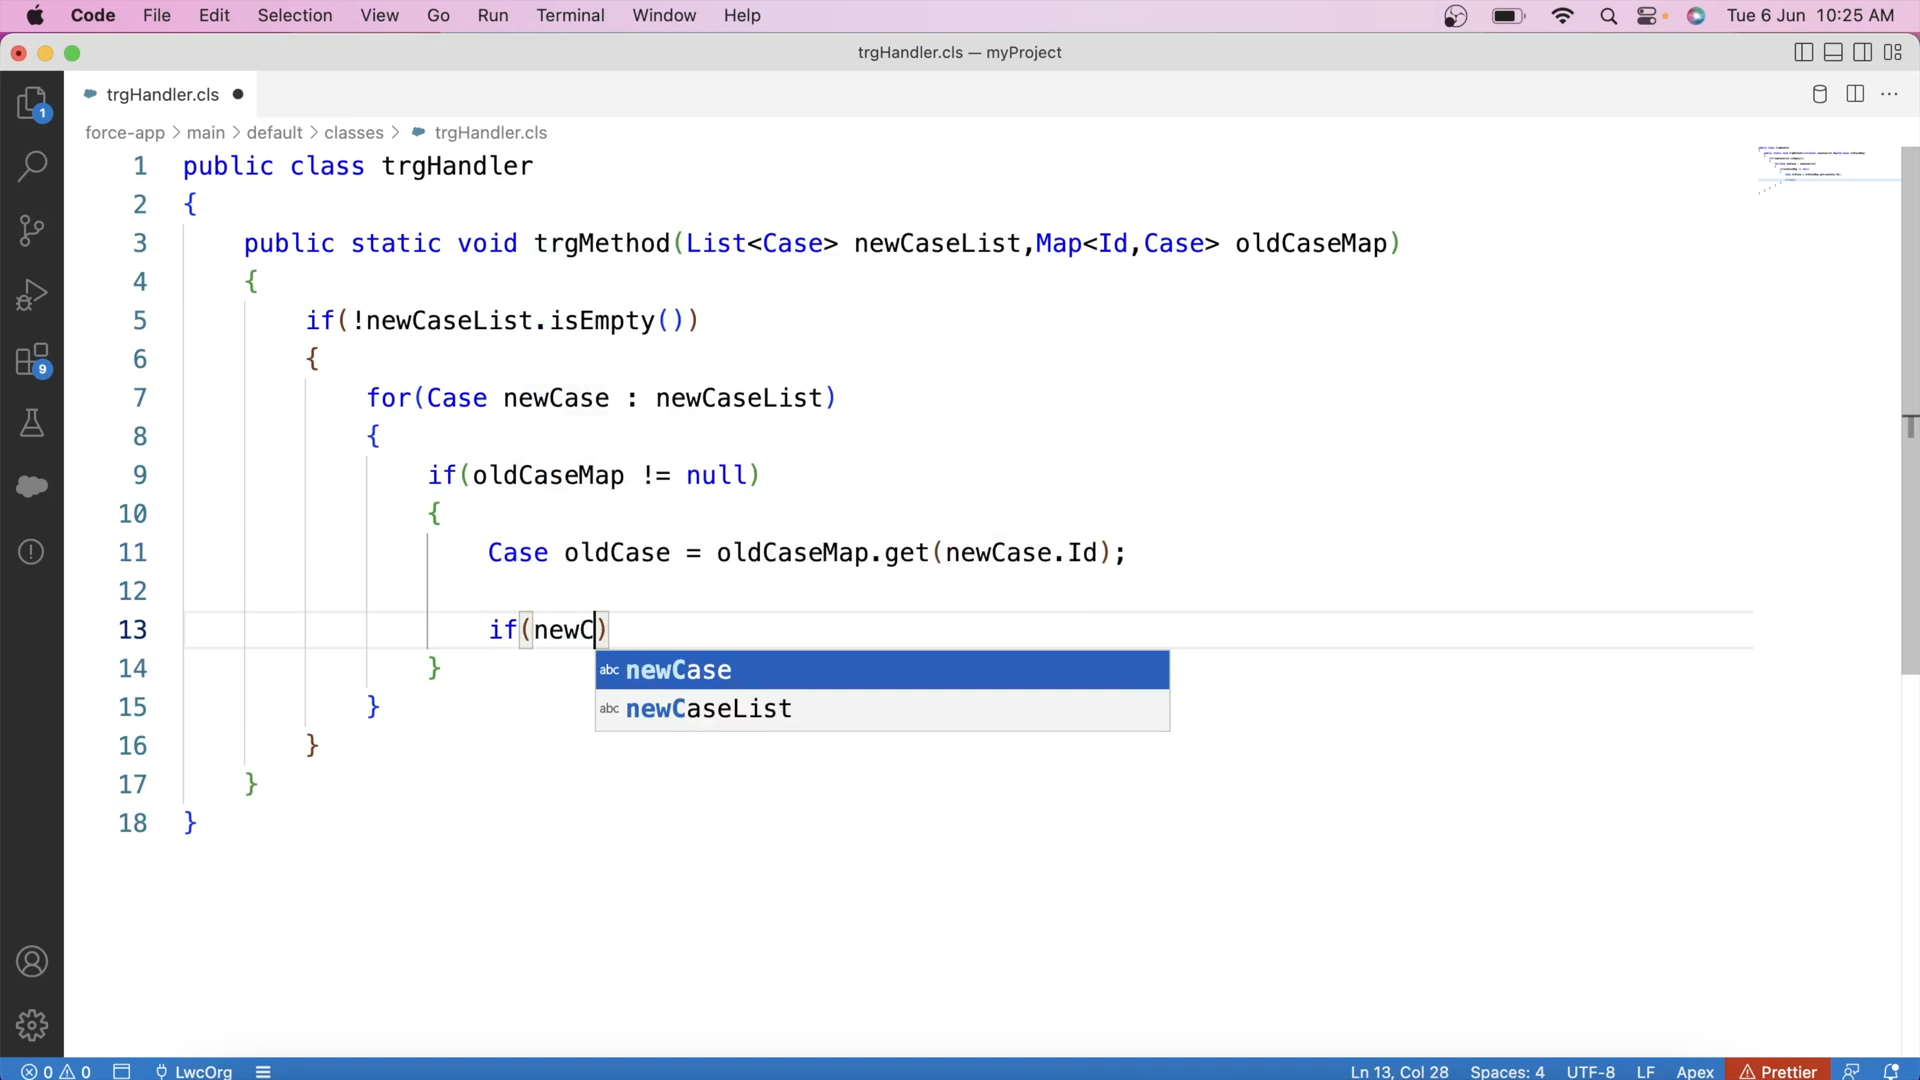 Code File Edit Selection View Go Run Terminal Window Help Tue 6 Jun 10:25 AM
trgHandler.cls — myProject
trgHandler.cls
force-app > main > default > classes > trgHandler.cls
1 public class trgHandler
2 {
3 public static void trgMethod(List<Case> newCaseList,Map<Id,Case> oldCaseMap)
4 {
5 if(!newCaseList.isEmpty())
6 {
7 for(Case newCase : newCaseList)
8 {
9 if(oldCaseMap != null)
10 {
11 Case oldCase = oldCaseMap.get(newCase.Id);
12
13 if(newC)
abc newCase
14 }
abc newCaseList
15 }
16 }
17 }
18 }
1
9
0 0 LwcOrg Ln 13, Col 28 Spaces: 4 UTF-8 LF Apex Prettier